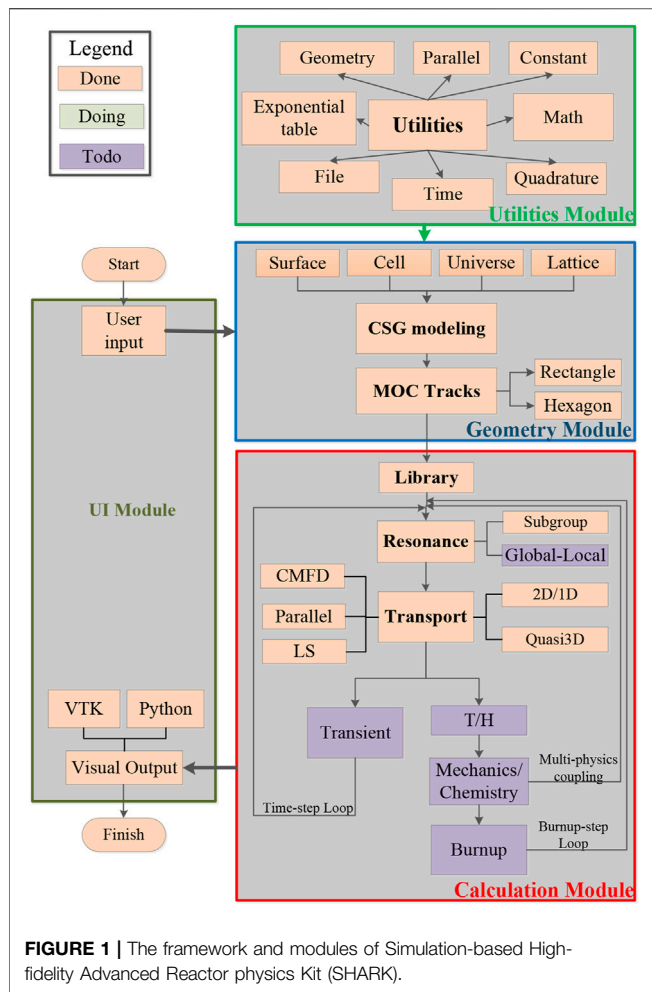 Legend
Done
Doing
Todo
Geometry
Parallel
Constant
Exponential
table
Utilities
Math
File
Time
Quadrature
Utilities Module
Start
User
input
Surface
Cell
Universe
Lattice
CSG modeling
MOC Tracks
Rectangle
Hexagon
Geometry Module
UI Module
Library
Resonance
Subgroup
Global-Local
CMFD
Parallel
LS
Transport
2D/1D
Quasi3D
Transient
T/H
Mechanics/
Chemistry
Multi-physics
coupling
Burnup
Burnup-step
Loop
Time-step Loop
VTK
Python
Visual Output
Finish
Calculation Module
FIGURE 1 | The framework and modules of Simulation-based High-
fidelity Advanced Reactor physics Kit (SHARK).